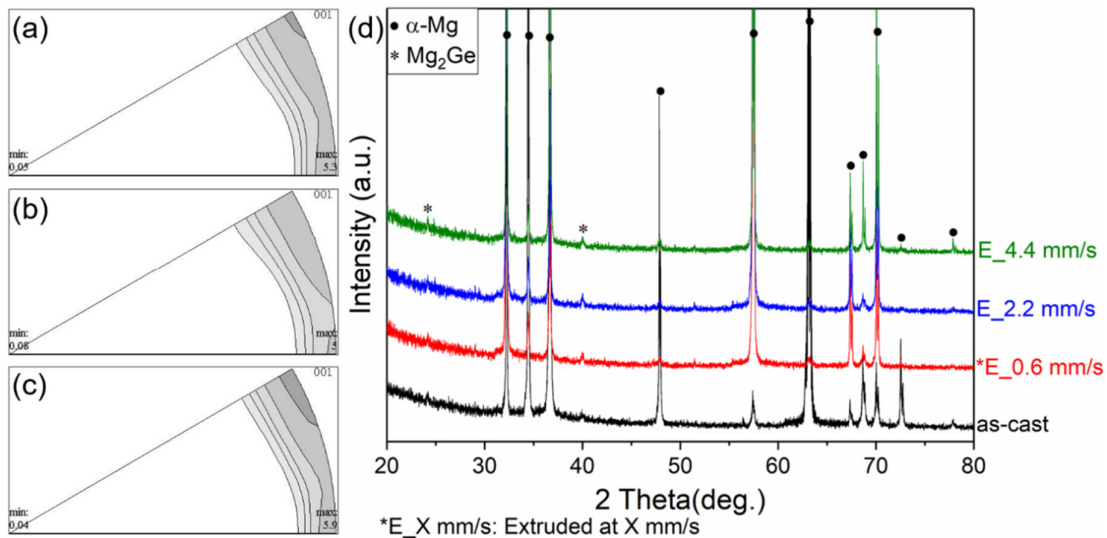 (a)
001
min:
0.05
max:
5.3
(b)
001
min:
0.08
max:
5
(c)
001
min:
0.04
max:
5.9
(d)
● α-Mg
* Mg₂Ge
Intensity (a.u.)
E_4.4 mm/s
E_2.2 mm/s
*E_0.6 mm/s
as-cast
20 30 40 50 60 70 80
2 Theta(deg.)
*E_X mm/s: Extruded at X mm/s